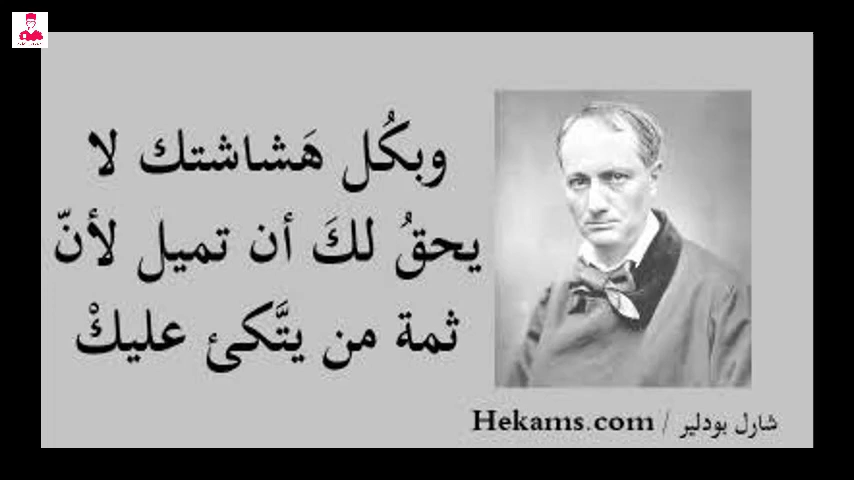 وبكُل هَشاشتك لا
يحقُ لكَ أن تميل لأنّ
ثمة من يتَّكئ عليكْ
شارل بودلير / Hekams.com